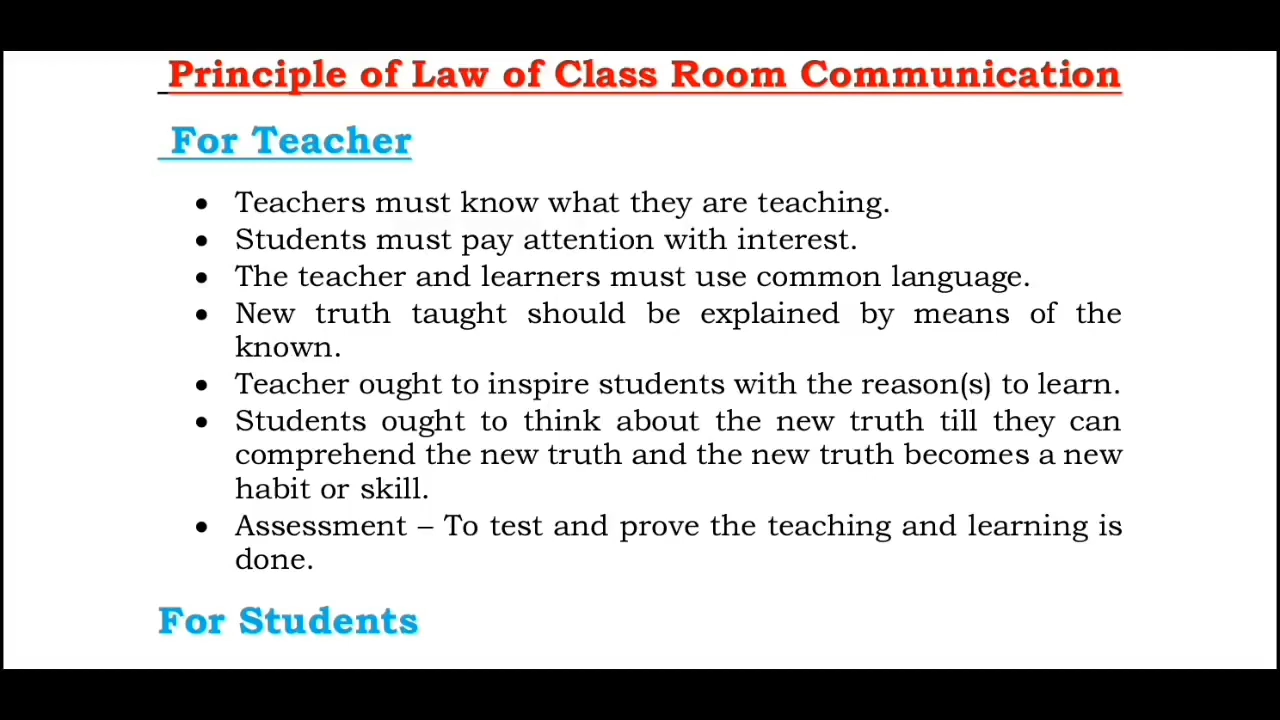 Principle of Law of Class Room Communication
For Teacher
• Teachers must know what they are teaching.
• Students must pay attention with interest.
• The teacher and learners must use common language.
• New truth taught should be explained by means of the
known.
• Teacher ought to inspire students with the reason(s) to learn.
• Students ought to think about the new truth till they can
comprehend the new truth and the new truth becomes a new
habit or skill.
• Assessment – To test and prove the teaching and learning is
done.
For Students